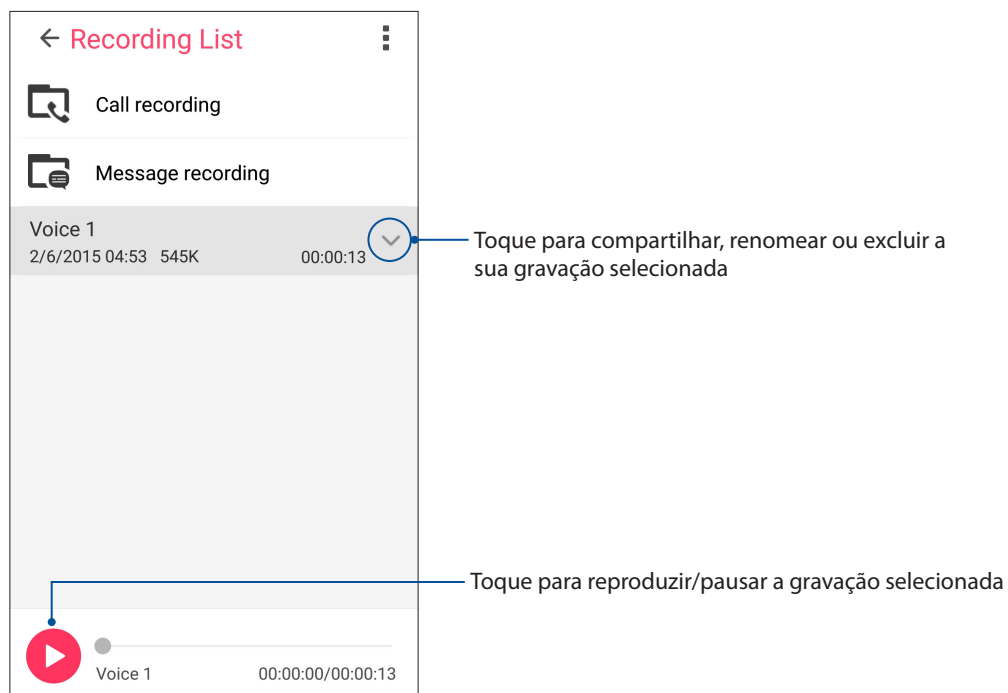 Recording List
Call recording
Message recording
Voice 1
2/6/2015 04:53 545K 00:00:13
Toque para compartilhar, renomear ou excluir a
sua gravação selecionada
Toque para reproduzir/pausar a gravação selecionada
Voice 1 00:00:00/00:00:13